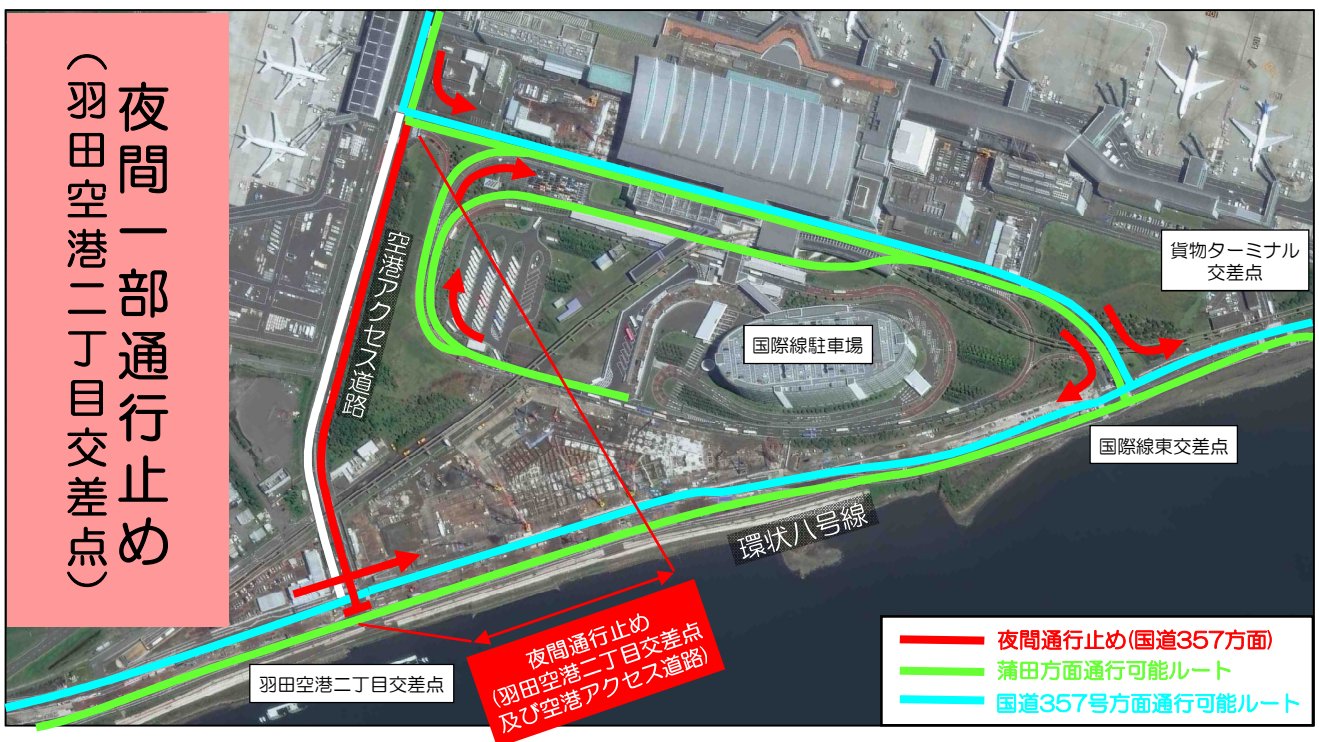 夜間一部通行止め
（羽田空港二丁目交差点）
空港アクセス道路
国際線駐車場
貨物ターミナル
交差点
国際線東交差点
環状八号線
夜間通行止め
(羽田空港二丁目交差点
及び空港アクセス道路)
羽田空港二丁目交差点
夜間通行止め(国道357方面)
蒲田方面通行可能ルート
国道357号方面通行可能ルート